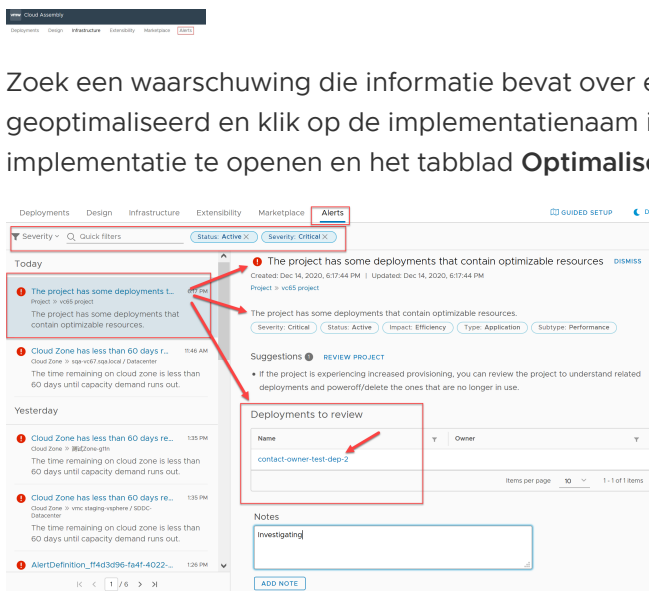 vmw Cloud Assembly
Deployments Design Infrastructure Extensibility Marketplace Alerts
Zoek een waarschuwing die informatie bevat over e
geoptimaliseerd en klik op de implementatienaam i
implementatie te openen en het tabblad Optimalis
Deployments Design Infrastructure Extensibility Marketplace Alerts GUIDED SETUP D
Severity Quick filters Status: Active X Severity: Critical X
Today
The project has some deployments t... 6:17 PM
Project » vc65 project
The project has some deployments that
contain optimizable resources.
Cloud Zone has less than 60 days r... 11:46 AM
Cloud Zone » sqa-vc67.sqa.local / Datacenter
The time remaining on cloud zone is less than
60 days until capacity demand runs out.
Yesterday
Cloud Zone has less than 60 days re... 1:35 PM
Cloud Zone » 测试Zone-gfln
The time remaining on cloud zone is less than
60 days until capacity demand runs out.
Cloud Zone has less than 60 days re... 1:35 PM
Cloud Zone » vmc staging-vsphere / SDDC-
Datacenter
The time remaining on cloud zone is less than
60 days until capacity demand runs out.
AlertDefinition_ff4d3d96-fa4f-4022-... 1:26 PM
1 / 6
The project has some deployments that contain optimizable resources DISMISS
Created: Dec 14, 2020, 6:17:44 PM | Updated: Dec 14, 2020, 6:17:44 PM
Project » vc65 project
The project has some deployments that contain optimizable resources.
Severity: Critical Status: Active Impact: Efficiency Type: Application Subtype: Performance
Suggestions REVIEW PROJECT
• If the project is experiencing increased provisioning, you can review the project to understand related
deployments and poweroff/delete the ones that are no longer in use.
Deployments to review
Name Owner
contact-owner-test-dep-2
Items per page 10 1 - 1 of 1 items
Notes
Investigating
ADD NOTE